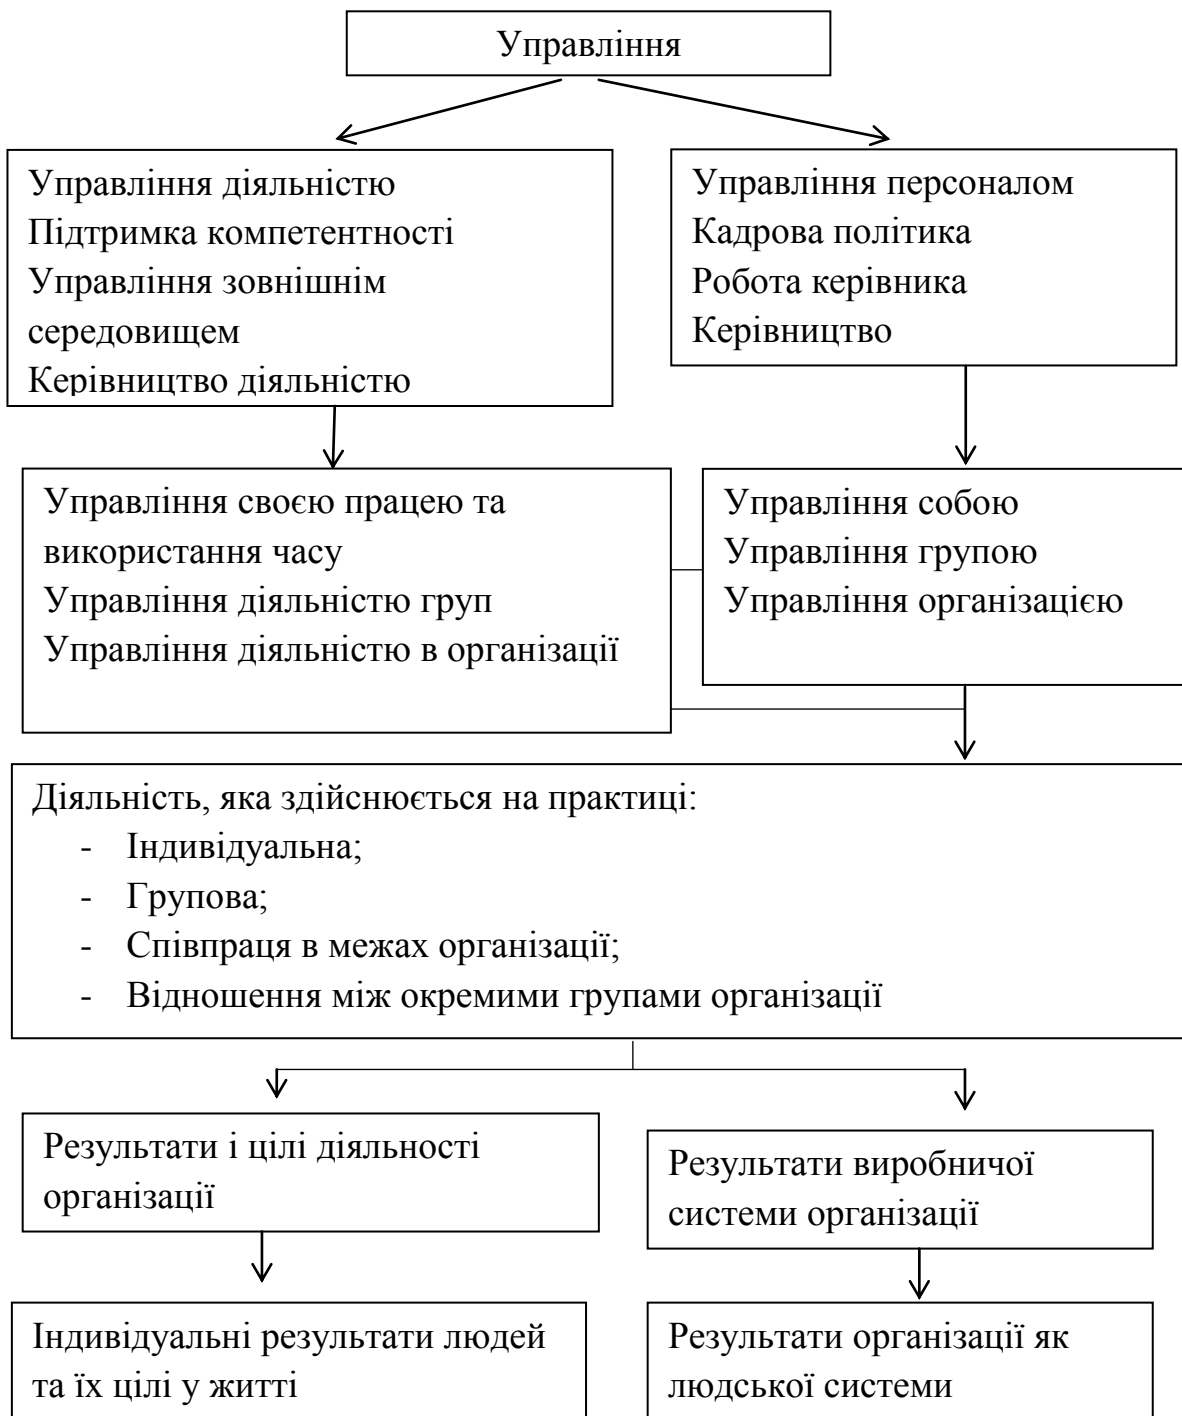 Управління
Управління діяльністю
Підтримка компетентності
Управління зовнішнім
середовищем
Керівництво діяльністю
Управління персоналом
Кадрова політика
Робота керівника
Керівництво
Управління своєю працею та
використання часу
Управління діяльністю груп
Управління діяльністю в організації
Управління собою
Управління групою
Управління організацією
Діяльність, яка здійснюється на практиці:
- Індивідуальна;
- Групова;
- Співпраця в межах організації;
- Відношення між окремими групами організації
Результати і цілі діяльності
організації
Результати виробничої
системи організації
Індивідуальні результати людей
та їх цілі у житті
Результати організації як
людської системи